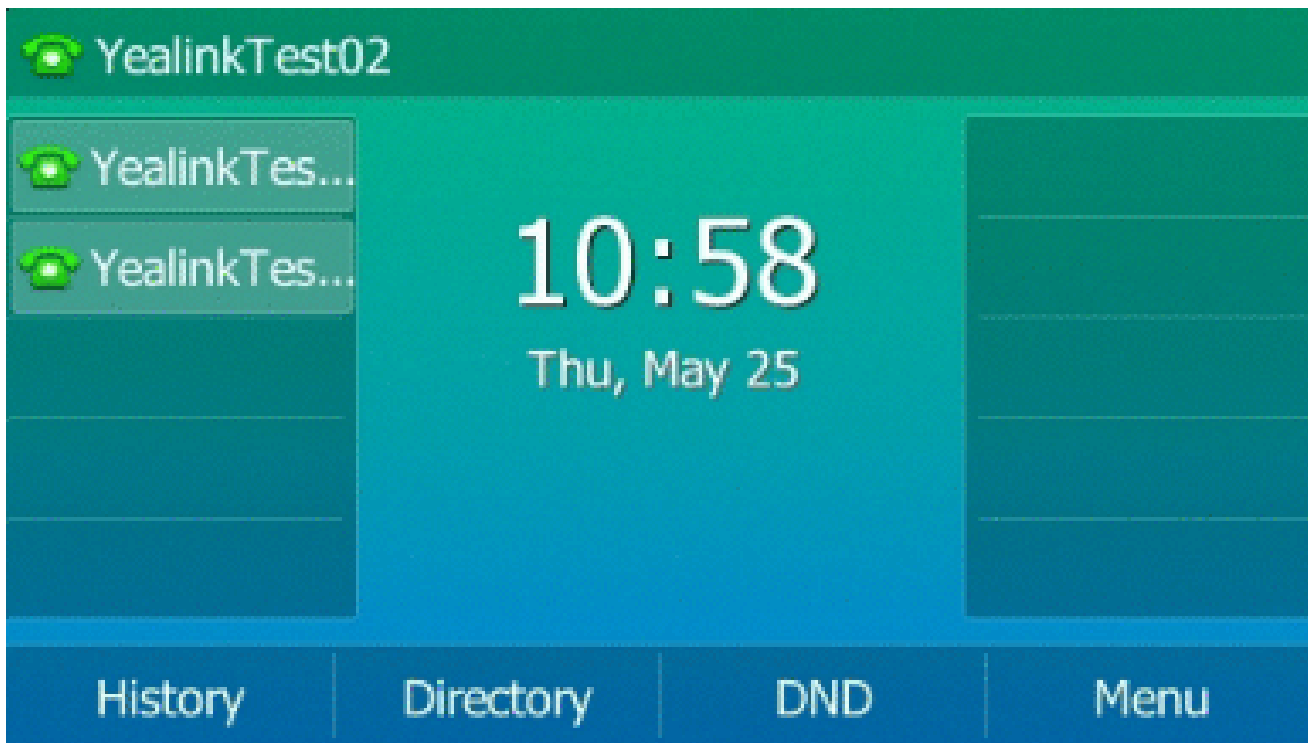 YealinkTest02
YealinkTes...
YealinkTes...
10:58
Thu, May 25
History
Directory
DND
Menu